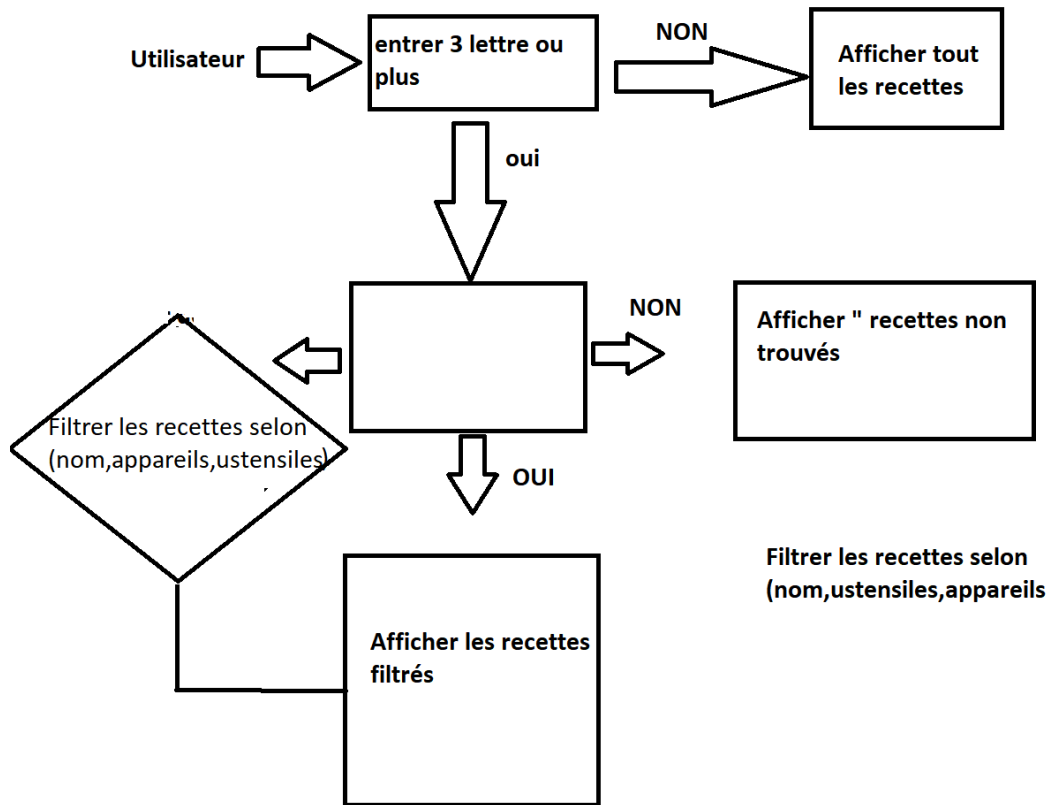 Utilisateur
entrer 3 lettre ou
plus
NON
Afficher tout
les recettes
oui
NON
Afficher " recettes non
trouvés
Filtrer les recettes selon
(nom,appareils,ustensiles)
OUI
Filtrer les recettes selon
(nom,ustensiles,appareils
Afficher les recettes
filtrés